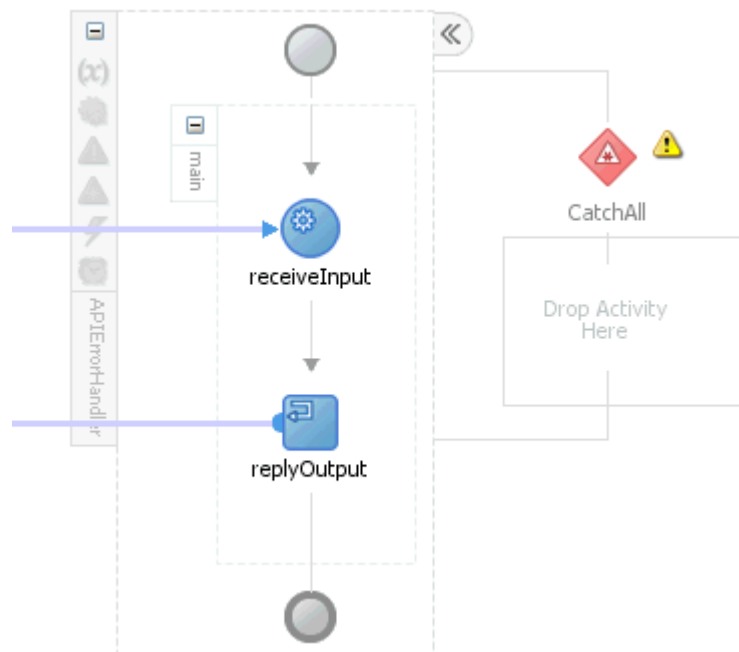 (x)
main
receiveInput
APIErrorHandler
replyOutput
CatchAll
Drop Activity
Here